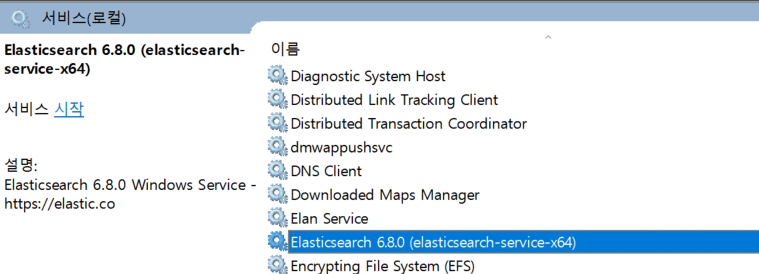 서비스(로컬)
Elasticsearch 6.8.0 (elasticsearch-
service-x64)
서비스 시작
설명:
Elasticsearch 6.8.0 Windows Service -
https://elastic.co
이름
Diagnostic System Host
Distributed Link Tracking Client
Distributed Transaction Coordinator
dmwappushsvc
DNS Client
Downloaded Maps Manager
Elan Service
Elasticsearch 6.8.0 (elasticsearch-service-x64)
Encrypting File System (EFS)